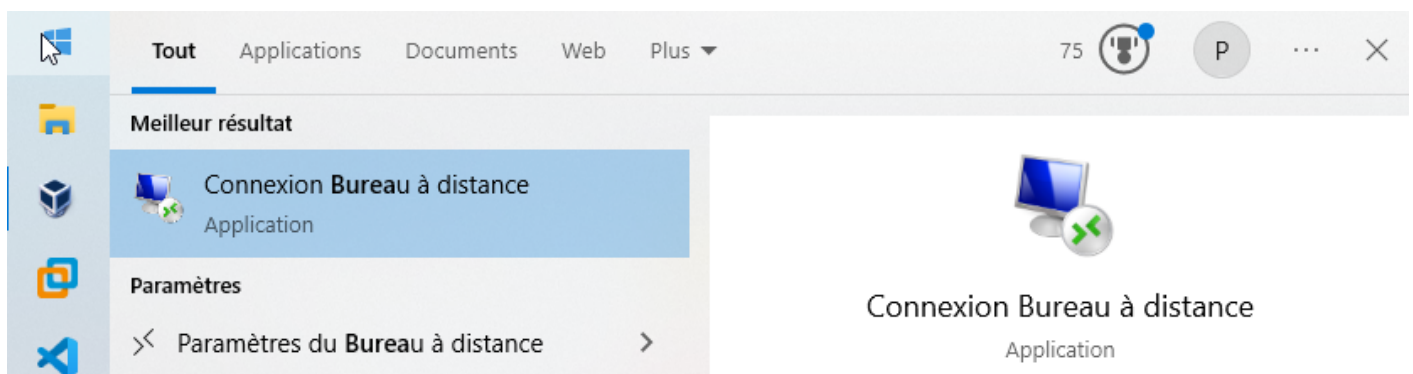 Tout Applications Documents Web Plus 75 P ...
Meilleur résultat
Connexion Bureau à distance
Application
Paramètres
Paramètres du Bureau à distance
Connexion Bureau à distance
Application